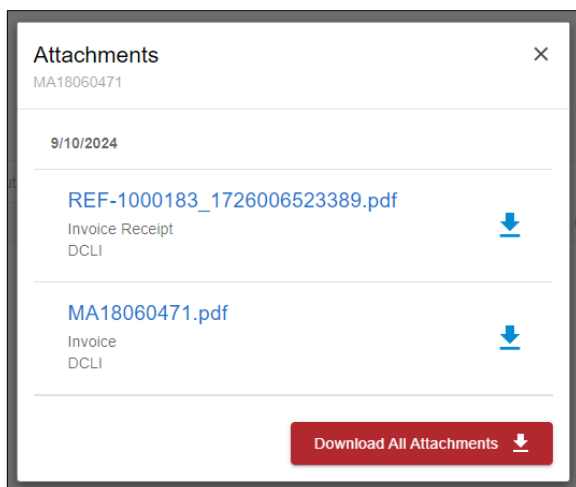 Attachments
MA18060471
9/10/2024
REF-1000183_1726006523389.pdf
Invoice Receipt
DCLI
MA18060471.pdf
Invoice
DCLI
Download All Attachments